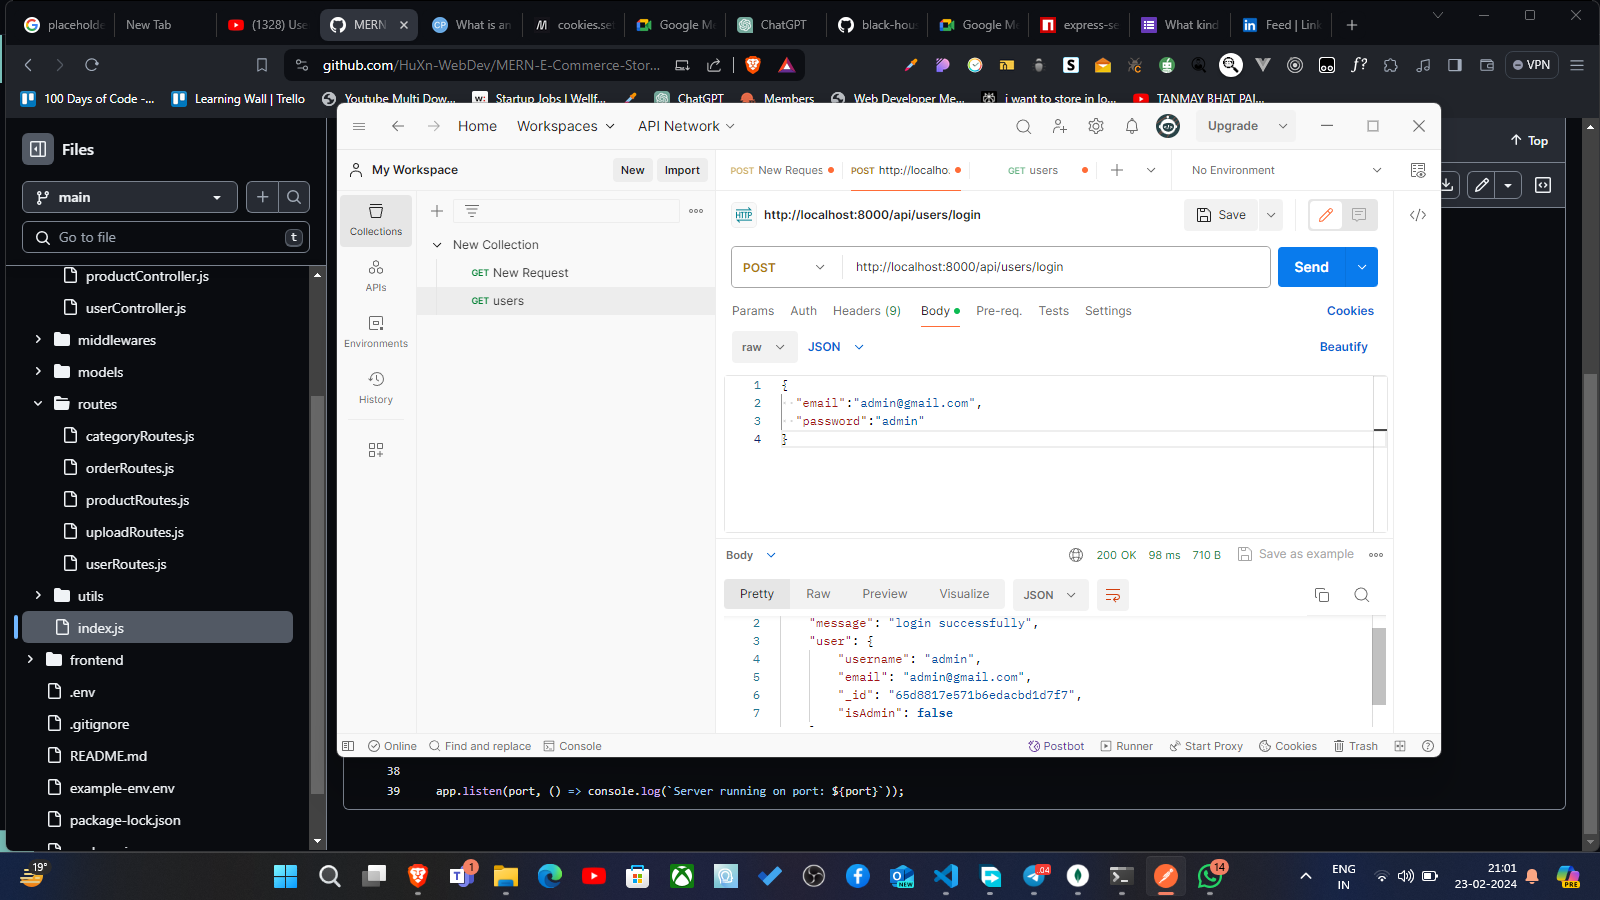 placeholde
New Tab
(1328) Use
MERN
What is an
cookies.set
Google Me
ChatGPT
black-hou
Google Me
express-se
What kind
Feed | Link
github.com/HuXn-WebDev/MERN-E-Commerce-Stor...
VPN
100 Days of Code -...
Learning Wall | Trello
Youtube Multi Dow...
Startup Jobs | Wellf...
ChatGPT
Members
Web Developer Me...
i want to store in lo...
TANMAY BHAT PAI...
Files
main
Go to file
t
productController.js
userController.js
middlewares
models
routes
categoryRoutes.js
orderRoutes.js
productRoutes.js
uploadRoutes.js
userRoutes.js
utils
index.js
frontend
.env
.gitignore
README.md
example-env.env
package-lock.json
Top
Home
Workspaces
API Network
Upgrade
My Workspace
New
Import
POST New Reques
POST http://localho.
GET users
No Environment
Collections
APIs
Environments
History
New Collection
GET New Request
GET users
HTTP
http://localhost:8000/api/users/login
Save
POST
http://localhost:8000/api/users/login
Send
Params
Auth
Headers (9)
Body
Pre-req.
Tests
Settings
Cookies
raw
JSON
Beautify
1 {
2 "email":"admin@gmail.com",
3 "password":"admin"
4 }
Body
200 OK
98 ms
710 B
Save as example
Pretty
Raw
Preview
Visualize
JSON
2 "message": "login successfully",
3 "user": {
4 "username": "admin",
5 "email": "admin@gmail.com",
6 "_id": "65d8817e571b6edacbd1d7f7",
7 "isAdmin": false
Online
Find and replace
Console
Postbot
Runner
Start Proxy
Cookies
Trash
38
39 app.listen(port, () => console.log(`Server running on port: ${port}`));
19°
1
NEW
.04
14
ENG
IN
21:01
23-02-2024
PRE